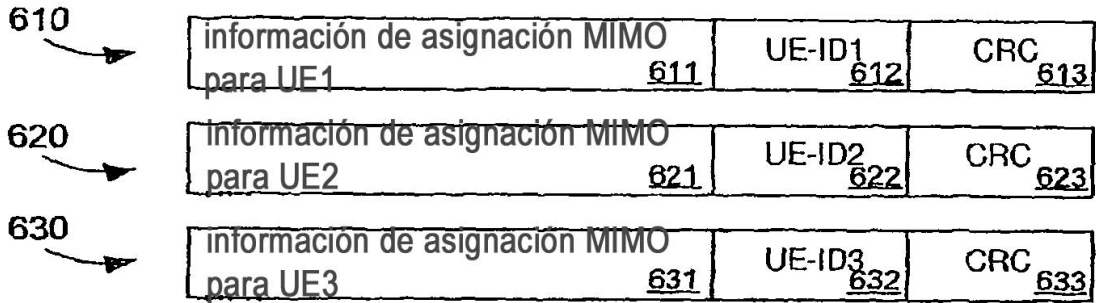 610
información de asignación MIMO
para UE1 611 UE-ID1 612 CRC 613
620
información de asignación MIMO
para UE2 621 UE-ID2 622 CRC 623
630
información de asignación MIMO
para UE3 631 UE-ID3 632 CRC 633